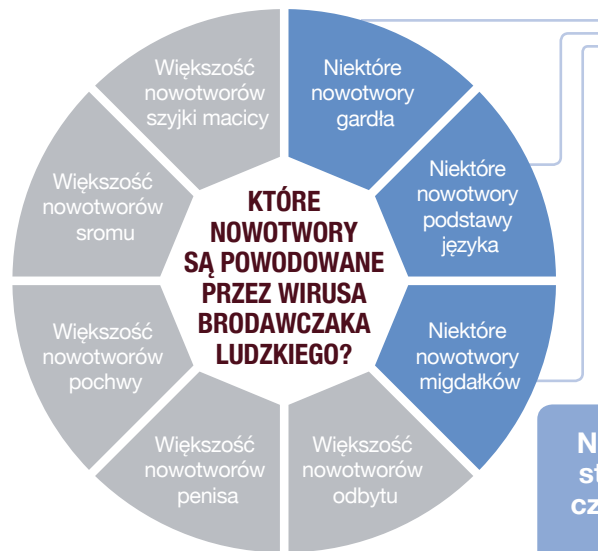 KTÓRE
NOWOTWORY
SĄ POWODOWANE
PRZEZ WIRUSA
BRODAWCZAKA
LUDZKIEGO?
Niektóre
nowotwory
gardła
Niektóre
nowotwory
podstawy
języka
Niektóre
nowotwory
migdałków
Większość
nowotworów
odbytu
Większość
nowotworów
penisa
Większość
nowotworów
pochwy
Większość
nowotworów
sromu
Większość
nowotworów
szyjki macicy